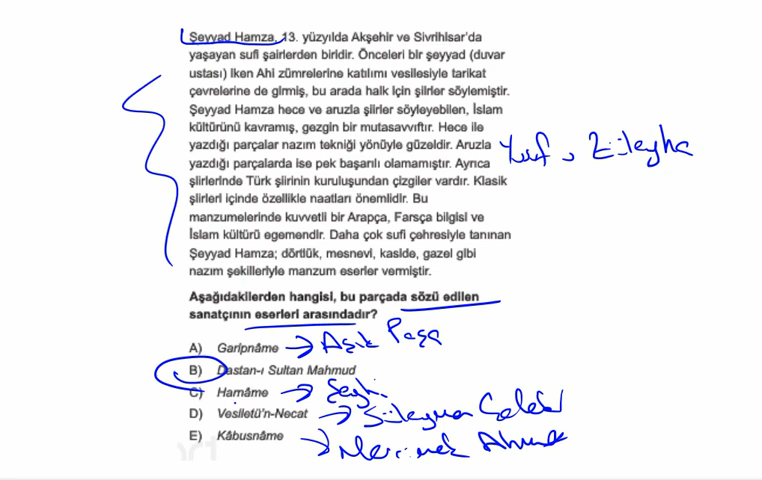 Şeyyad Hamza, 13. yüzyılda Akşehir ve Sivrihisar'da
yaşayan sufi şairlerden biridir. Önceleri bir şeyyad (duvar
ustası) iken Ahi zümrelerine katılımı vesilesiyle tarikat
çevrelerine de girmiş, bu arada halk için şiirler söylemiştir.
Şeyyad Hamza hece ve aruzla şiirler söyleyebilen, İslam
kültürünü kavramış, gezgin bir mutasavvıftır. Hece ile
yazdığı parçalar nazım tekniği yönüyle güzeldir. Aruzla
yazdığı parçalarda ise pek başarılı olamamıştır. Ayrıca
şiirlerinde Türk şiirinin kuruluşundan çizgiler vardır. Klasik
şiirleri içinde özellikle naatları önemlidir. Bu
manzumelerinde kuvvetli bir Arapça, Farsça bilgisi ve
İslam kültürü egemendir. Daha çok sufi çehresiyle tanınan
Şeyyad Hamza; dörtlük, mesnevi, kaside, gazel gibi
nazım şekilleriyle manzum eserler vermiştir.
Yusuf u Züleyha
Aşağıdakilerden hangisi, bu parçada sözü edilen
sanatçının eserleri arasındadır?
A) Garipnâme → Aşık Paşa
B) Dastan-ı Sultan Mahmud
C) Harnâme → Şeyhi
D) Vesiletü'n-Necat → Süleyman Çelebi
E) Kâbusnâme → Mercimek Ahmed